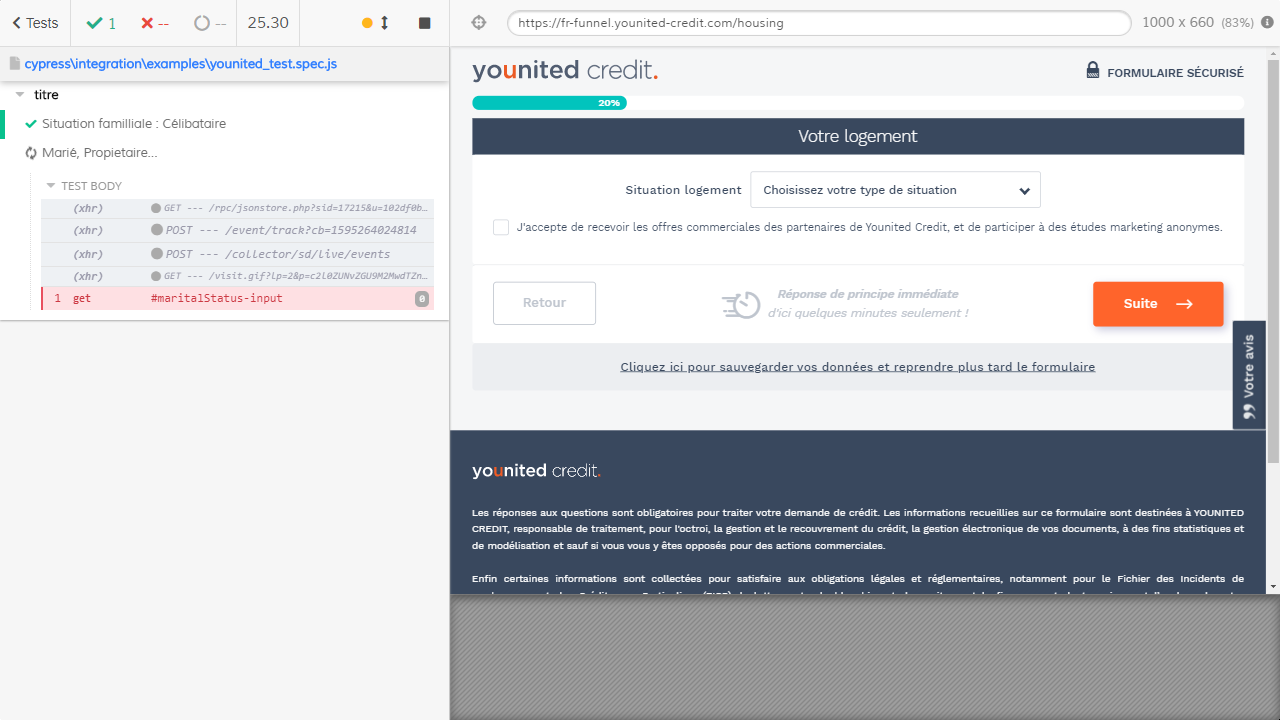 Tests
1
--
--
25.30
https://fr-funnel.younited-credit.com/housing
1000 x 660 (83%)
cypress\integration\examples\younited_test.spec.js
titre
Situation familliale : Célibataire
Marié, Propietaire...
TEST BODY
(xhr) GET --- /rpc/jsonstore.php?sid=17215&u=102df0b…
(xhr) POST --- /event/track?cb=1595264024814
(xhr) POST --- /collector/sd/live/events
(xhr) GET --- /visit.gif?lp=2&p=c2l0ZUNvZGU9M2MwdTZn…
1 get #maritalStatus-input 0
younited credit.
FORMULAIRE SÉCURISÉ
20%
Votre logement
Situation logement
Choisissez votre type de situation
J'accepte de recevoir les offres commerciales des partenaires de Younited Credit, et de participer à des études marketing anonymes.
Retour
Réponse de principe immédiate
d'ici quelques minutes seulement !
Suite
Votre avis
Cliquez ici pour sauvegarder vos données et reprendre plus tard le formulaire
younited credit.
Les réponses aux questions sont obligatoires pour traiter votre demande de crédit. Les informations recueillies sur ce formulaire sont destinées à YOUNITED
CREDIT, responsable de traitement, pour l'octroi, la gestion et le recouvrement du crédit, la gestion électronique de vos documents, à des fins statistiques et
de modélisation et sauf si vous vous y êtes opposés pour des actions commerciales.
Enfin certaines informations sont collectées pour satisfaire aux obligations légales et réglementaires, notamment pour le Fichier des Incidents de